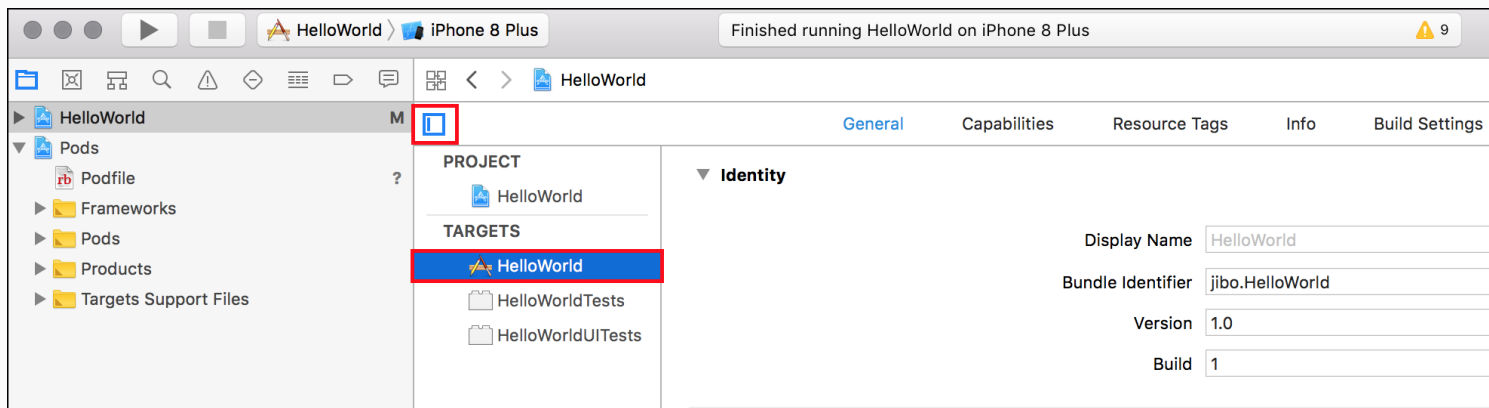 HelloWorld iPhone 8 Plus Finished running HelloWorld on iPhone 8 Plus 9
HelloWorld
HelloWorld M
General Capabilities Resource Tags Info Build Settings
Pods
rb Podfile ?
Frameworks
Pods
Products
Targets Support Files
PROJECT
HelloWorld
TARGETS
HelloWorld
HelloWorldTests
HelloWorldUITests
Identity
Display Name HelloWorld
Bundle Identifier jibo.HelloWorld
Version 1.0
Build 1